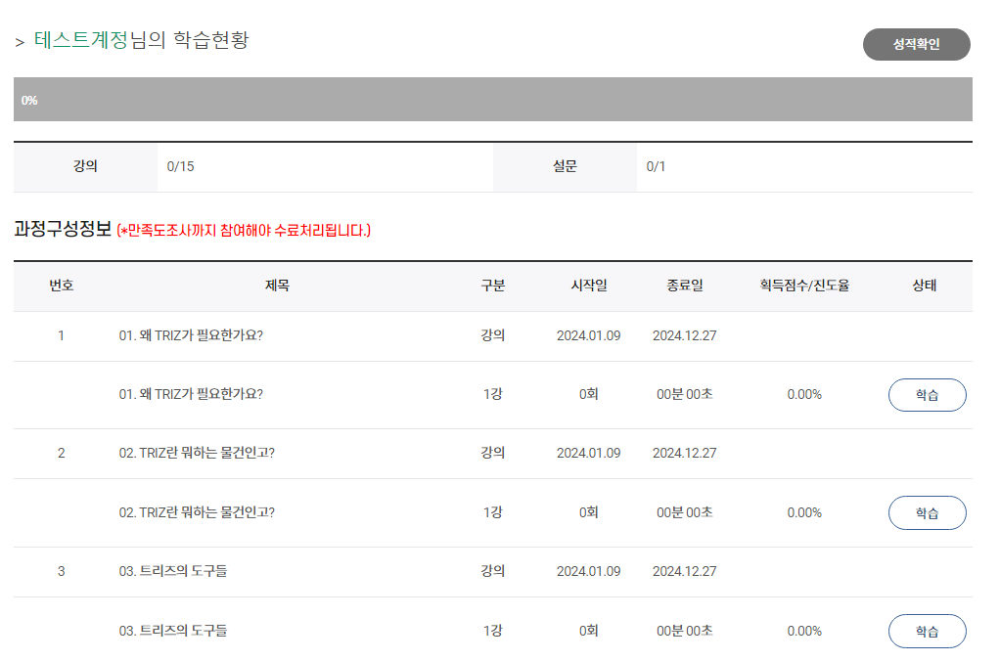 > 테스트계정님의 학습현황
성적확인
0%
강의 0/15 설문 0/1
과정구성정보 (*만족도조사까지 참여해야 수료처리됩니다.)
번호 제목 구분 시작일 종료일 획득점수/진도율 상태
1 01. 왜 TRIZ가 필요한가요? 강의 2024.01.09 2024.12.27
01. 왜 TRIZ가 필요한가요? 1강 0회 00분 00초 0.00% 학습
2 02. TRIZ란 뭐하는 물건인고? 강의 2024.01.09 2024.12.27
02. TRIZ란 뭐하는 물건인고? 1강 0회 00분 00초 0.00% 학습
3 03. 트리즈의 도구들 강의 2024.01.09 2024.12.27
03. 트리즈의 도구들 1강 0회 00분 00초 0.00% 학습